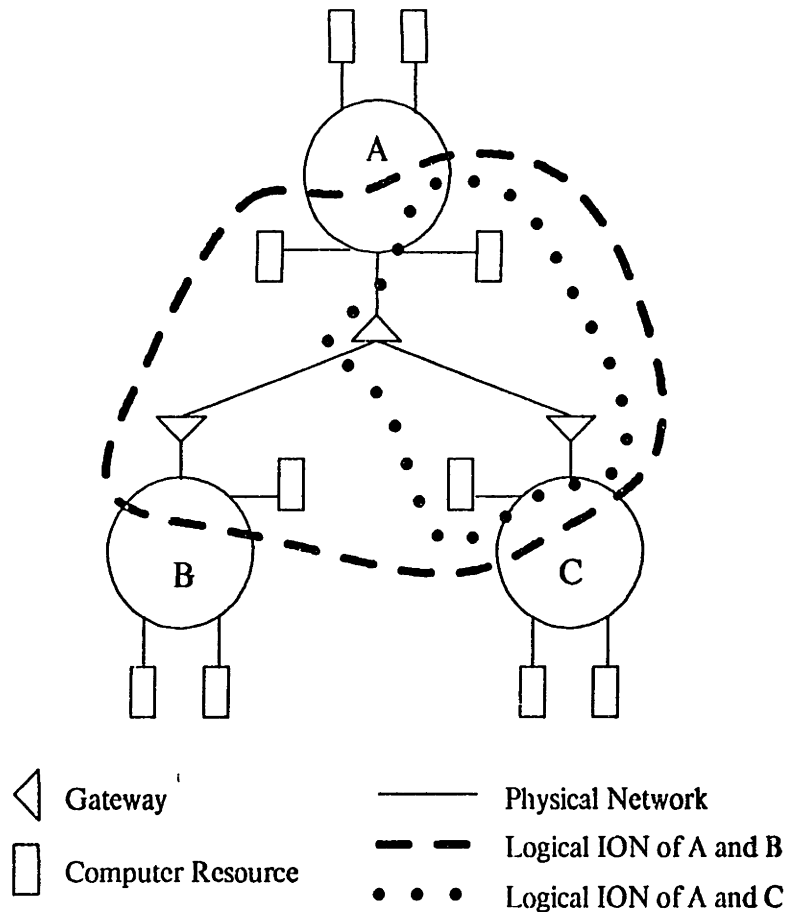 A
B
C
Gateway
Computer Resource
Physical Network
Logical ION of A and B
Logical ION of A and C